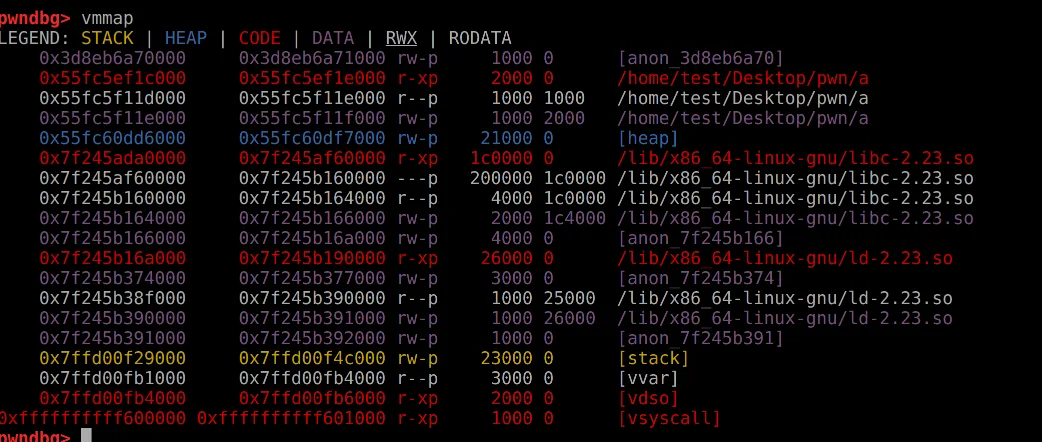 pwndbg> vmmap
LEGEND: STACK | HEAP | CODE | DATA | RWX | RODATA
0x3d8eb6a70000 0x3d8eb6a71000 rw-p 1000 0 [anon_3d8eb6a70]
0x55fc5ef1c000 0x55fc5ef1e000 r-xp 2000 0 /home/test/Desktop/pwn/a
0x55fc5f11d000 0x55fc5f11e000 r--p 1000 1000 /home/test/Desktop/pwn/a
0x55fc5f11e000 0x55fc5f11f000 rw-p 1000 2000 /home/test/Desktop/pwn/a
0x55fc60dd6000 0x55fc60df7000 rw-p 21000 0 [heap]
0x7f245ada0000 0x7f245af60000 r-xp 1c0000 0 /lib/x86_64-linux-gnu/libc-2.23.so
0x7f245af60000 0x7f245b160000 ---p 200000 1c0000 /lib/x86_64-linux-gnu/libc-2.23.so
0x7f245b160000 0x7f245b164000 r--p 4000 1c0000 /lib/x86_64-linux-gnu/libc-2.23.so
0x7f245b164000 0x7f245b166000 rw-p 2000 1c4000 /lib/x86_64-linux-gnu/libc-2.23.so
0x7f245b166000 0x7f245b16a000 rw-p 4000 0 [anon_7f245b166]
0x7f245b16a000 0x7f245b190000 r-xp 26000 0 /lib/x86_64-linux-gnu/ld-2.23.so
0x7f245b374000 0x7f245b377000 rw-p 3000 0 [anon_7f245b374]
0x7f245b38f000 0x7f245b390000 r--p 1000 25000 /lib/x86_64-linux-gnu/ld-2.23.so
0x7f245b390000 0x7f245b391000 rw-p 1000 26000 /lib/x86_64-linux-gnu/ld-2.23.so
0x7f245b391000 0x7f245b392000 rw-p 1000 0 [anon_7f245b391]
0x7ffd00f29000 0x7ffd00f4c000 rw-p 23000 0 [stack]
0x7ffd00fb1000 0x7ffd00fb4000 r--p 3000 0 [vvar]
0x7ffd00fb4000 0x7ffd00fb6000 r-xp 2000 0 [vdso]
0xffffffffff600000 0xffffffffff601000 r-xp 1000 0 [vsyscall]
pwndbg>